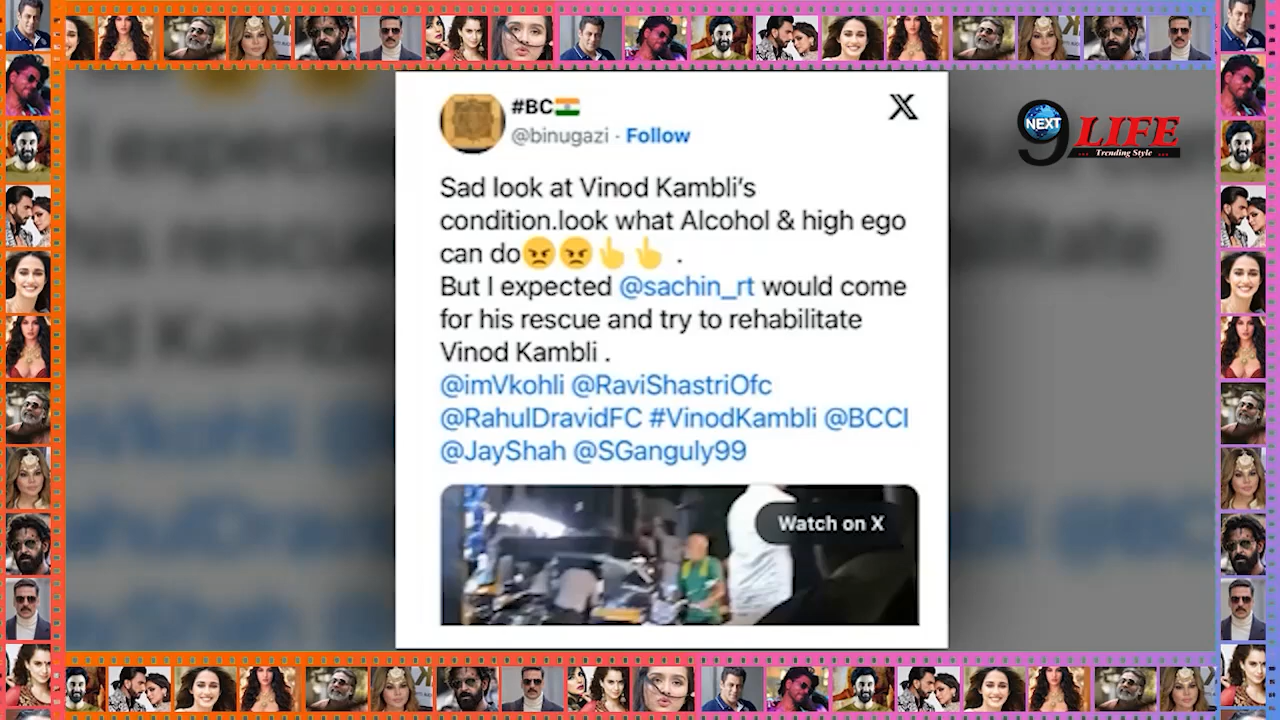 #BC🇮🇳
@binugazi · Follow
Sad look at Vinod Kambli's
condition.look what Alcohol & high ego
can do😠😠👆👆 .
But I expected @sachin_rt would come
for his rescue and try to rehabilitate
Vinod Kambli .
@imVkohli @RaviShastriOfc
@RahulDravidFC #VinodKambli @BCCI
@JayShah @SGanguly99
Watch on X
NEXT
9 LIFE
... Trending Style ...